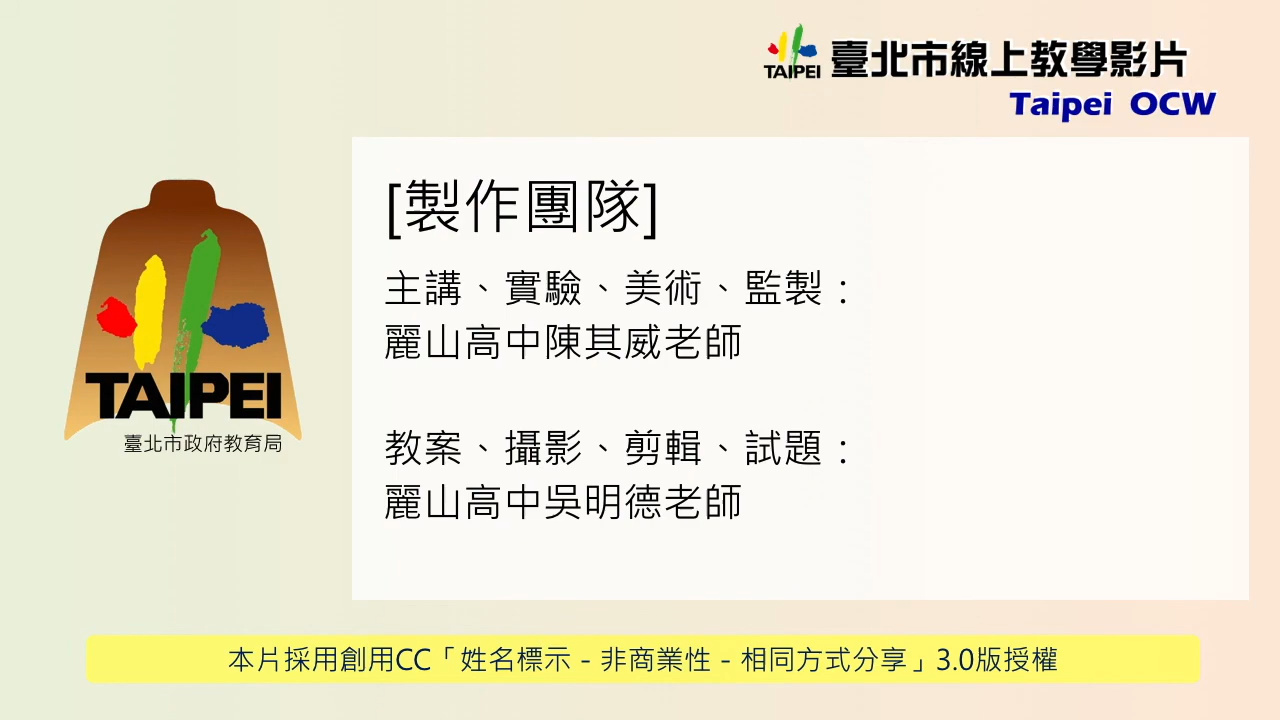 TAIPEI 臺北市線上教學影片
Taipei OCW
[製作團隊]
主講、實驗、美術、監製：
麗山高中陳其威老師
教案、攝影、剪輯、試題：
麗山高中吳明德老師
TAIPEI
臺北市政府教育局
本片採用創用CC「姓名標示－非商業性－相同方式分享」3.0版授權